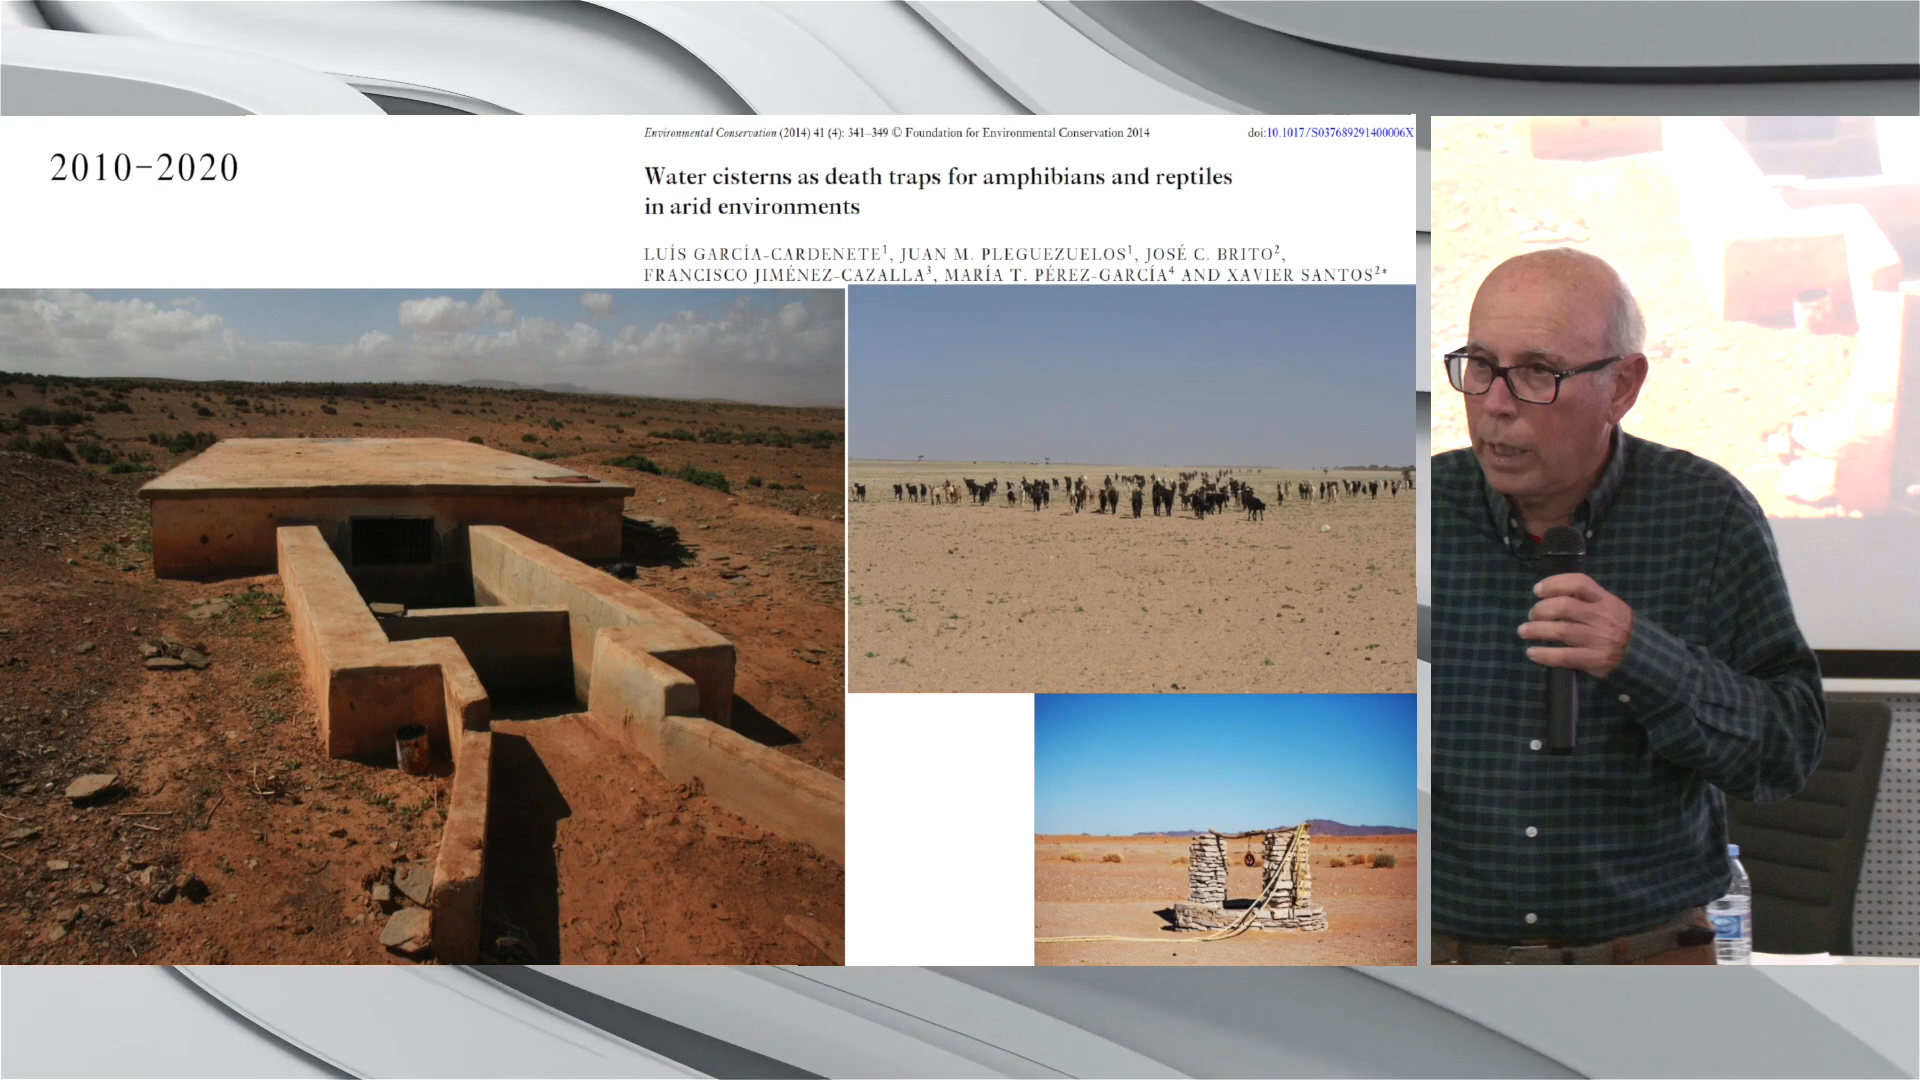 2010-2020
Environmental Conservation (2014) 41 (4): 341–349 © Foundation for Environmental Conservation 2014
doi:10.1017/S037689291400006X
Water cisterns as death traps for amphibians and reptiles
in arid environments
LUÍS GARCÍA-CARDENETE1, JUAN M. PLEGUEZUELOS1, JOSÉ C. BRITO2,
FRANCISCO JIMÉNEZ-CAZALLA3, MARÍA T. PÉREZ-GARCÍA4 AND XAVIER SANTOS2*